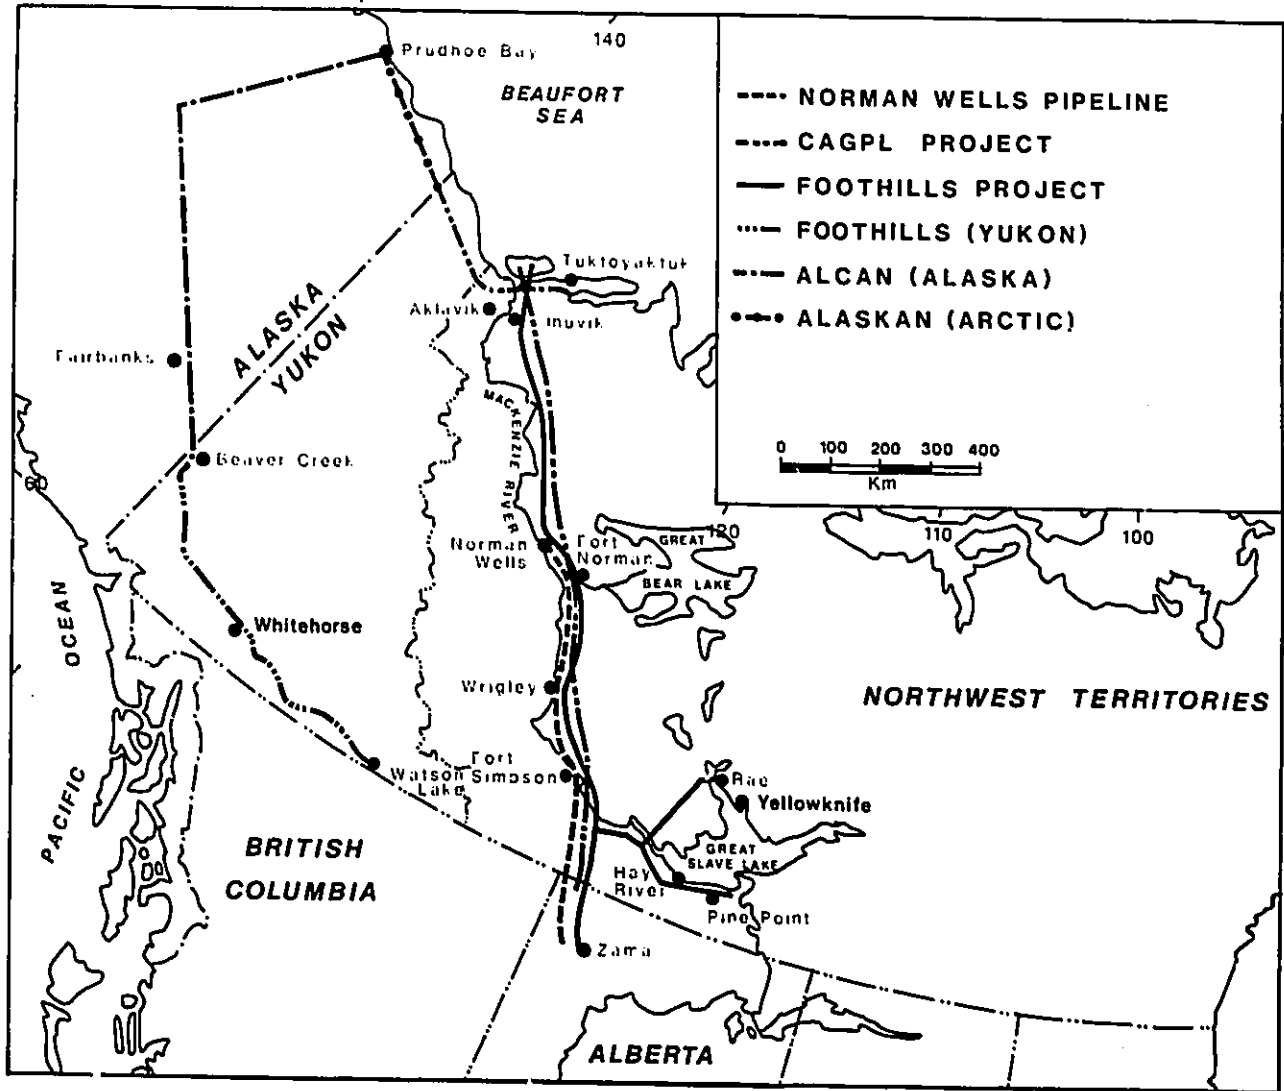 140
Prudhoe Bay
BEAUFORT
SEA
NORMAN WELLS PIPELINE
CAGPL PROJECT
FOOTHILLS PROJECT
FOOTHILLS (YUKON)
ALCAN (ALASKA)
ALASKAN (ARCTIC)
0 100 200 300 400
Km
Tuktoyaktuk
Aklavik
Inuvik
ALASKA
YUKON
Fairbanks
MACKENZIE RIVER
Beaver Creek
60
120
110
100
Norman
Wells
Fort
Norman
GREAT
BEAR LAKE
OCEAN
Whitehorse
Wrigley
NORTHWEST TERRITORIES
Watson
Lake
Fort
Simpson
Rae
Yellowknife
PACIFIC
BRITISH
COLUMBIA
GREAT
SLAVE LAKE
Hay
River
Pine Point
Zama
ALBERTA